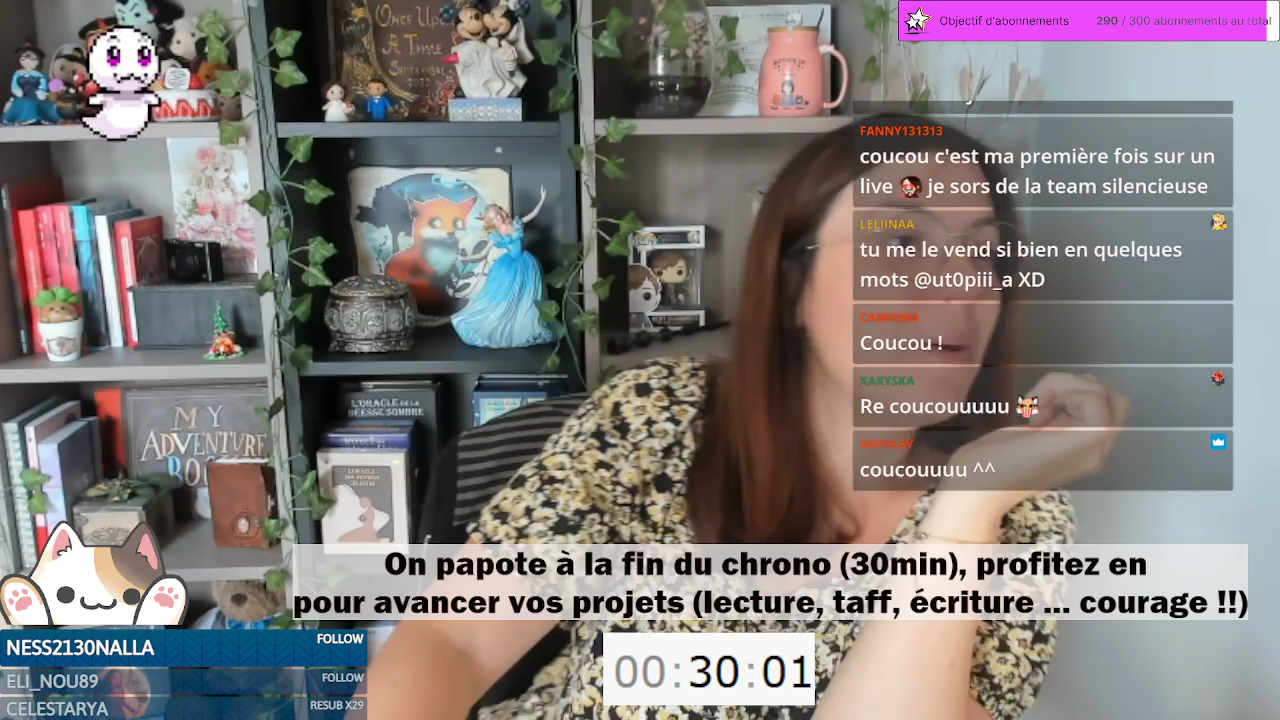 Objectif d'abonnements 290 / 300 abonnements au total
ONCE UPON
A TIME
SEPTEMBRE
FANNY131313
coucou c'est ma première fois sur un
live je sors de la team silencieuse
LELIINAA
tu me le vend si bien en quelques
mots @ut0piii_a XD
Coucou !
XARYSKA
Re coucouuuuu
coucouuuu ^^
L'ORACLE DE LA
DÉESSE SOMBRE
MY
ADVENTURE
BOOK
On papote à la fin du chrono (30min), profitez en
pour avancer vos projets (lecture, taff, écriture ... courage !!)
NESS2130NALLA FOLLOW
ELI_NOU89 FOLLOW
CELESTARYA RESUB X29
00:30:01